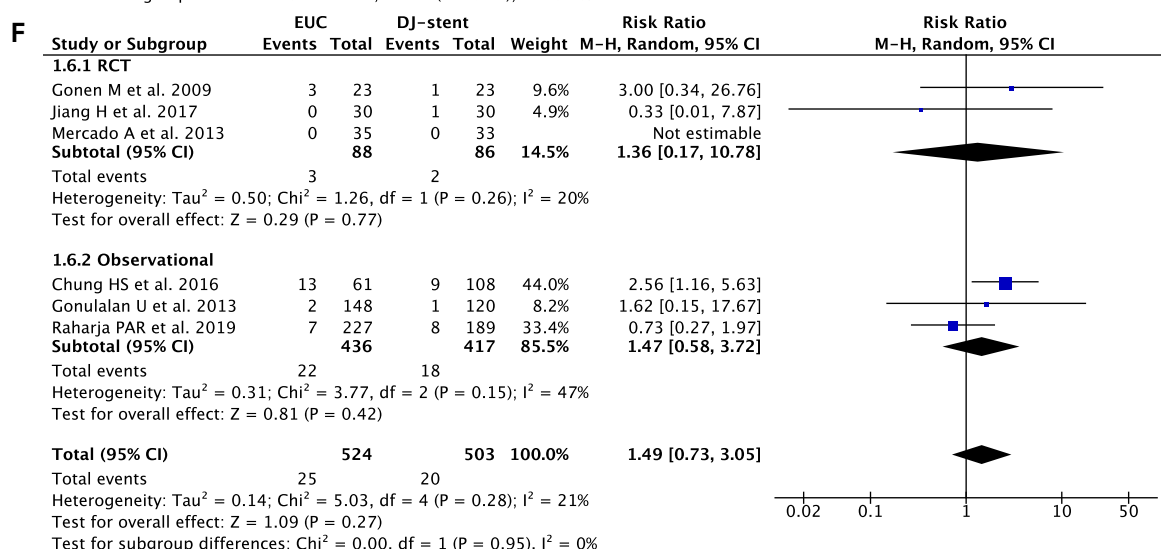 F
EUC DJ-stent Risk Ratio Risk Ratio
Study or Subgroup Events Total Events Total Weight M-H, Random, 95% CI M-H, Random, 95% CI
1.6.1 RCT
Gonen M et al. 2009 3 23 1 23 9.6% 3.00 [0.34, 26.76]
Jiang H et al. 2017 0 30 1 30 4.9% 0.33 [0.01, 7.87]
Mercado A et al. 2013 0 35 0 33 Not estimable
Subtotal (95% CI) 88 86 14.5% 1.36 [0.17, 10.78]
Total events 3 2
Heterogeneity: Tau² = 0.50; Chi² = 1.26, df = 1 (P = 0.26); I² = 20%
Test for overall effect: Z = 0.29 (P = 0.77)
1.6.2 Observational
Chung HS et al. 2016 13 61 9 108 44.0% 2.56 [1.16, 5.63]
Gonulalan U et al. 2013 2 148 1 120 8.2% 1.62 [0.15, 17.67]
Raharja PAR et al. 2019 7 227 8 189 33.4% 0.73 [0.27, 1.97]
Subtotal (95% CI) 436 417 85.5% 1.47 [0.58, 3.72]
Total events 22 18
Heterogeneity: Tau² = 0.31; Chi² = 3.77, df = 2 (P = 0.15); I² = 47%
Test for overall effect: Z = 0.81 (P = 0.42)
Total (95% CI) 524 503 100.0% 1.49 [0.73, 3.05]
Total events 25 20
Heterogeneity: Tau² = 0.14; Chi² = 5.03, df = 4 (P = 0.28); I² = 21%
Test for overall effect: Z = 1.09 (P = 0.27)
Test for subgroup differences: Chi² = 0.00, df = 1 (P = 0.95), I² = 0%
0.02 0.1 1 10 50